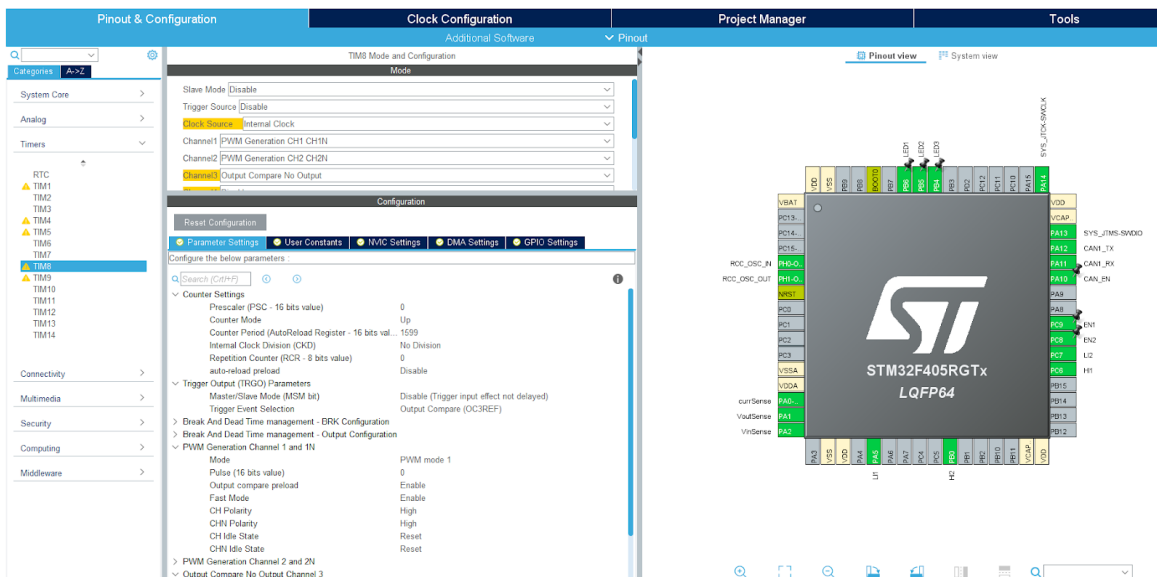 Pinout & Configuration
Clock Configuration
Project Manager
Tools
Additional Software
Pinout
Categories
A->Z
System Core
Analog
Timers
RTC
TIM1
TIM2
TIM3
TIM4
TIM5
TIM6
TIM7
TIM8
TIM9
TIM10
TIM11
TIM12
TIM13
TIM14
Connectivity
Multimedia
Security
Computing
Middleware
TIM8 Mode and Configuration
Mode
Slave Mode Disable
Trigger Source Disable
Clock Source Internal Clock
Channel1 PWM Generation CH1 CH1N
Channel2 PWM Generation CH2 CH2N
Channel3 Output Compare No Output
Configuration
Reset Configuration
Parameter Settings
User Constants
NVIC Settings
DMA Settings
GPIO Settings
Configure the below parameters :
Search (Crtl+F)
Counter Settings
Prescaler (PSC - 16 bits value) 0
Counter Mode Up
Counter Period (AutoReload Register - 16 bits val... 1599
Internal Clock Division (CKD) No Division
Repetition Counter (RCR - 8 bits value) 0
auto-reload preload Disable
Trigger Output (TRGO) Parameters
Master/Slave Mode (MSM bit) Disable (Trigger input effect not delayed)
Trigger Event Selection Output Compare (OC3REF)
Break And Dead Time management - BRK Configuration
Break And Dead Time management - Output Configuration
PWM Generation Channel 1 and 1N
Mode PWM mode 1
Pulse (16 bits value) 0
Output compare preload Enable
Fast Mode Enable
CH Polarity High
CHN Polarity High
CH Idle State Reset
CHN Idle State Reset
PWM Generation Channel 2 and 2N
Output Compare No Output Channel 3
Pinout view
System view
LED1
LED2
LED3
SYS_JTCK-SWCLK
VDD
VSS
PB9
PB8
BOOT0
PB7
PB6
PB5
PB4
PB3
PD2
PC12
PC11
PC10
PA15
PA14
VBAT
PC13-
PC14-
PC15-
RCC_OSC_IN PH0-O..
RCC_OSC_OUT PH1-O..
NRST
PC0
PC1
PC2
PC3
VSSA
VDDA
currSense PA0-..
VoutSense PA1
VinSense PA2
STM32F405RGTx
LQFP64
VDD
VCAP
PA13 SYS_JTMS-SWDIO
PA12 CAN1_TX
PA11 CAN1_RX
PA10 CAN_EN
PA9
PA8
PC9 EN1
PC8 EN2
PC7 LI2
PC6 HI1
PB15
PB14
PB13
PB12
PA3
VSS
VDD
PA4
PA5
PA6
PA7
PC4
PC5
PB0
PB1
PB2
PB10
PB11
VCAP
VDD
LI1
H2